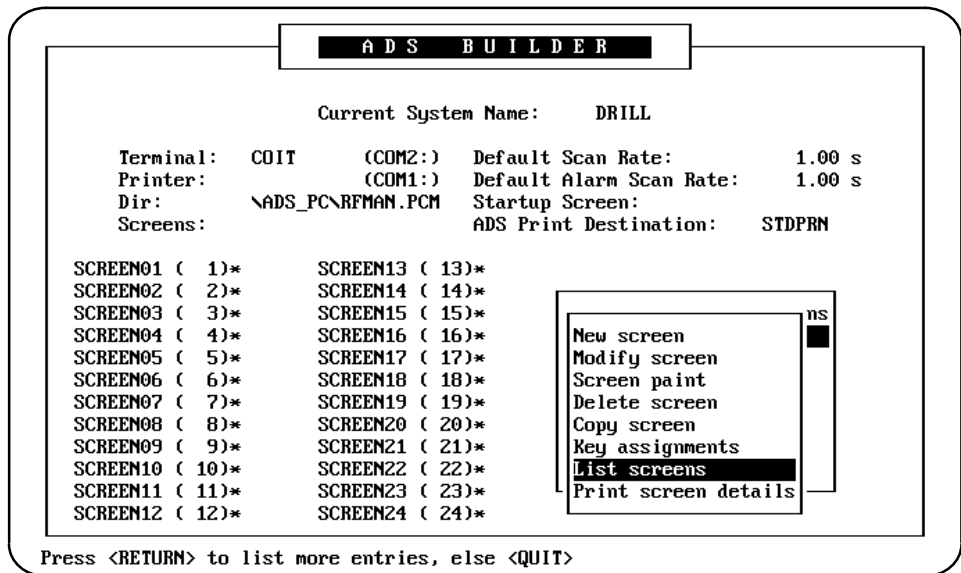 ADS BUILDER
Current System Name: DRILL
Terminal: COIT (COM2:) Default Scan Rate: 1.00 s
Printer: (COM1:) Default Alarm Scan Rate: 1.00 s
Dir: \ADS_PC\RFMAN.PCM Startup Screen:
Screens: ADS Print Destination: STDPRN
SCREEN01 ( 1)* SCREEN13 ( 13)*
SCREEN02 ( 2)* SCREEN14 ( 14)*
SCREEN03 ( 3)* SCREEN15 ( 15)* ns
SCREEN04 ( 4)* SCREEN16 ( 16)* New screen
SCREEN05 ( 5)* SCREEN17 ( 17)* Modify screen
SCREEN06 ( 6)* SCREEN18 ( 18)* Screen paint
SCREEN07 ( 7)* SCREEN19 ( 19)* Delete screen
SCREEN08 ( 8)* SCREEN20 ( 20)* Copy screen
SCREEN09 ( 9)* SCREEN21 ( 21)* Key assignments
SCREEN10 ( 10)* SCREEN22 ( 22)* List screens
SCREEN11 ( 11)* SCREEN23 ( 23)* Print screen details
SCREEN12 ( 12)* SCREEN24 ( 24)*
Press <RETURN> to list more entries, else <QUIT>